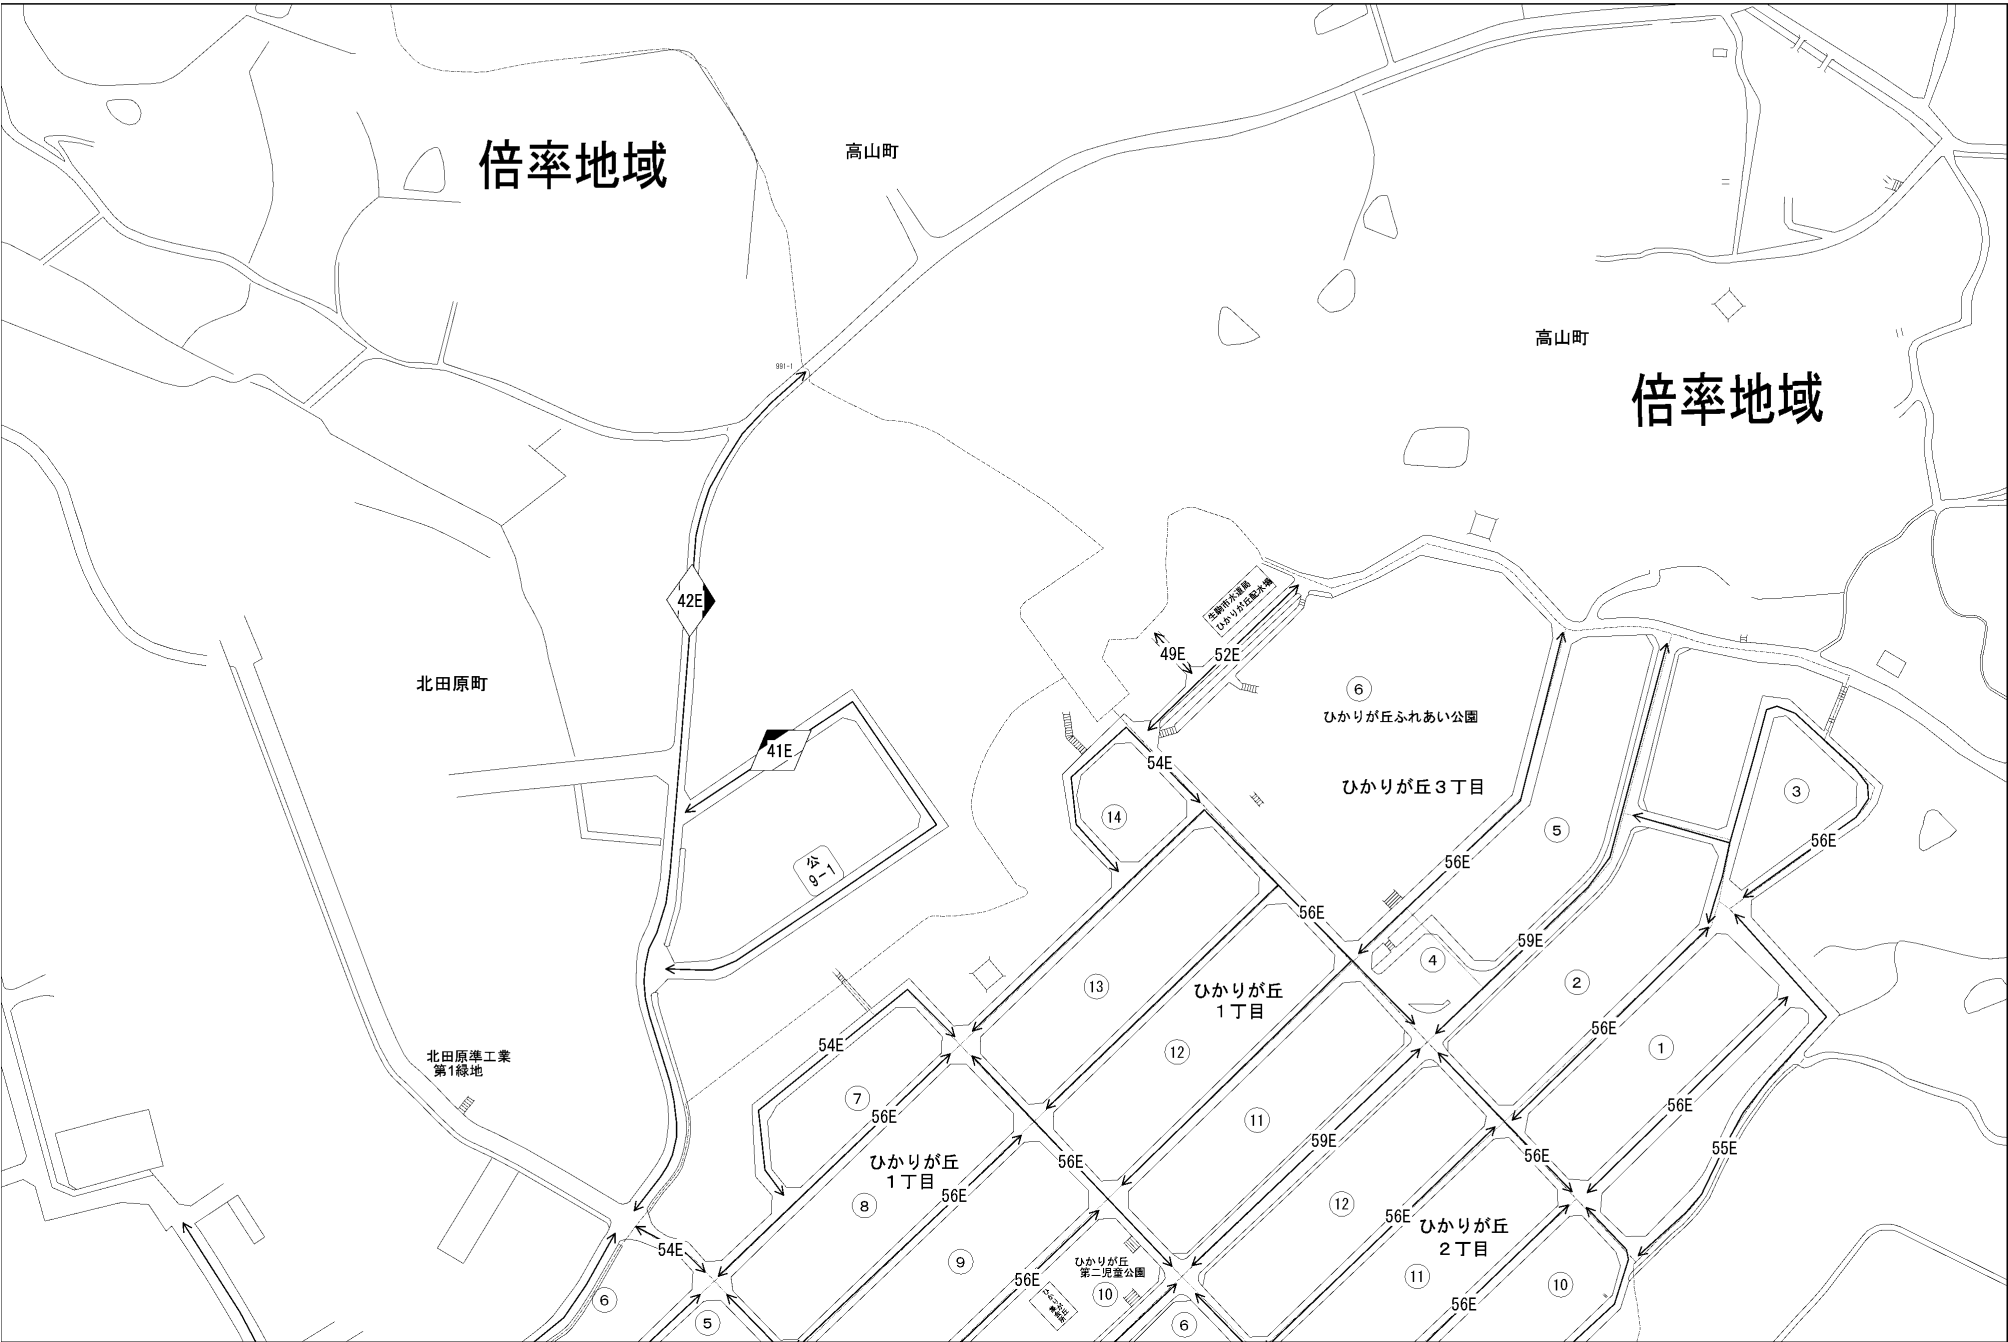 倍率地域
高山町
高山町
倍率地域
991-1
42E
北田原町
41E
公
9-1
生駒市水道局
ひかりが丘配水場
49E
52E
⑥
ひかりが丘ふれあい公園
54E
ひかりが丘3丁目
⑭
⑤
③
56E
56E
56E
59E
④
②
⑬
ひかりが丘
1丁目
56E
①
⑫
54E
北田原準工業
第1緑地
⑦
56E
56E
⑪
59E
55E
56E
56E
ひかりが丘
1丁目
56E
⑧
⑫
56E
ひかりが丘
2丁目
54E
⑨
56E
ひかりが丘
第二児童公園
⑩
⑪
⑩
⑥
⑤
⑥
56E